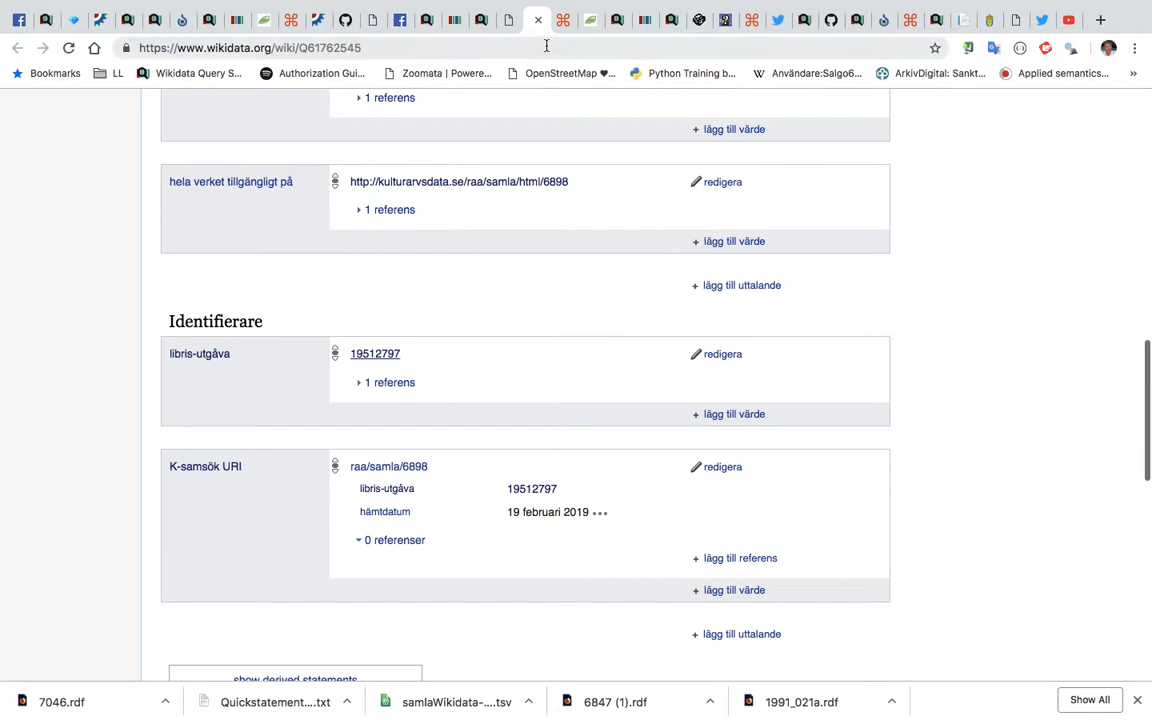 https://www.wikidata.org/wiki/Q61762545
Bookmarks LL Wikidata Query S... Authorization Gui... Zoomata | Powere... OpenStreetMap ♥... Python Training b... Användare:Salgo6... ArkivDigital: Sankt... Applied semantics... »
1 referens
+ lägg till värde
hela verket tillgängligt på http://kulturarvsdata.se/raa/samla/html/6898 redigera
1 referens
+ lägg till värde
+ lägg till uttalande
Identifierare
libris-utgåva 19512797 redigera
1 referens
+ lägg till värde
K-samsök URI raa/samla/6898 redigera
libris-utgåva 19512797
hämtdatum 19 februari 2019
0 referenser
+ lägg till referens
+ lägg till värde
+ lägg till uttalande
show derived statements
7046.rdf Quickstatement....txt samlaWikidata-....tsv 6847 (1).rdf 1991_021a.rdf Show All